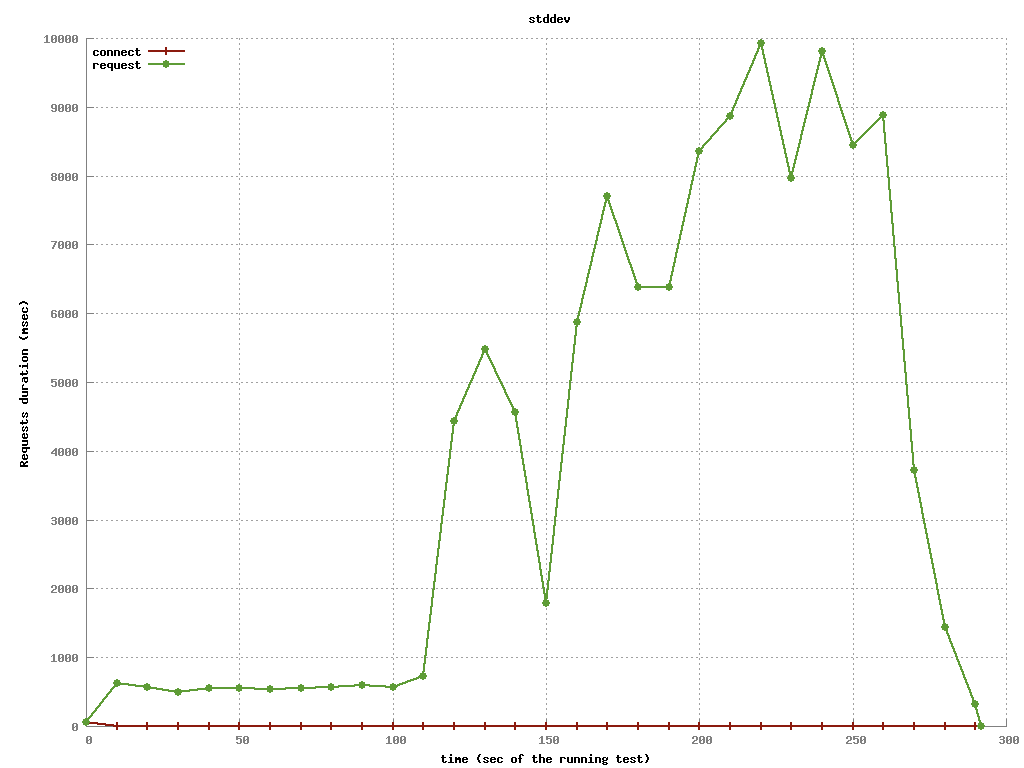 stddev
connect
request
10000
9000
8000
7000
6000
5000
4000
3000
2000
1000
0
Requests duration (msec)
0 50 100 150 200 250 300
time (sec of the running test)